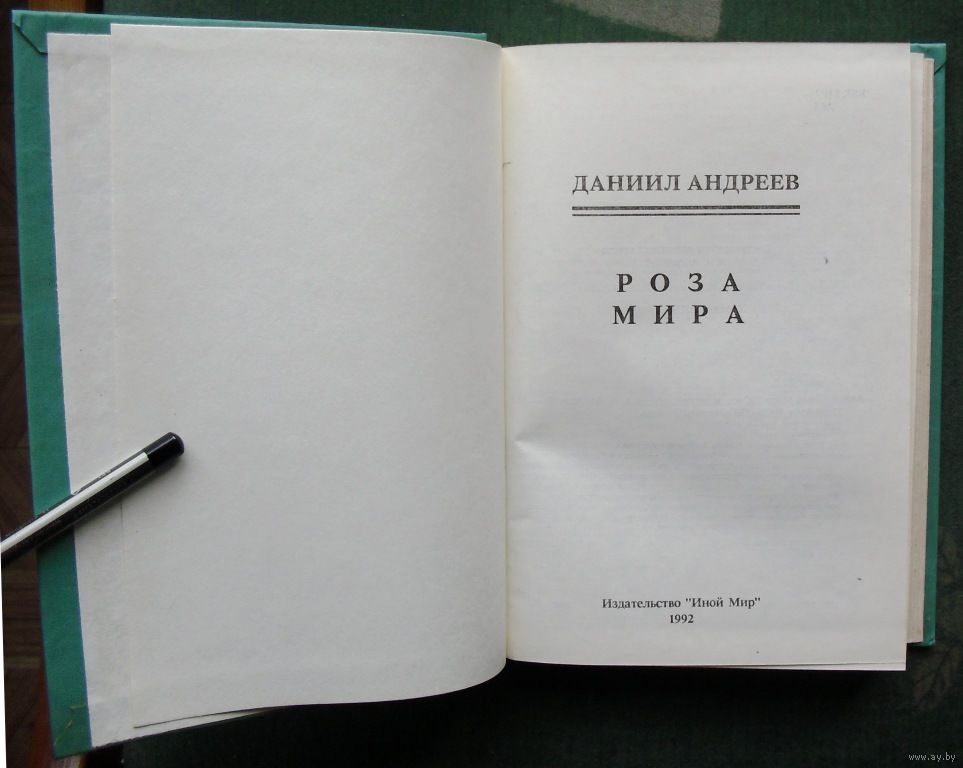 ДАНИИЛ АНДРЕЕВ
РОЗА
МИРА
Издательство "Иной Мир"
1992
www.ay.by